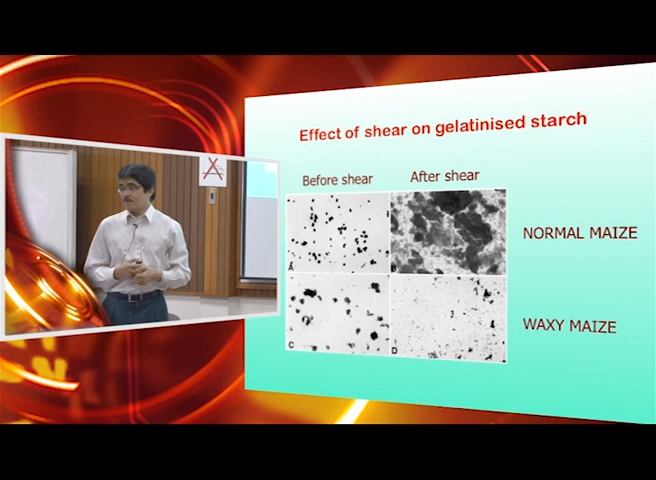 Effect of shear on gelatinised starch
Before shear
After shear
NORMAL MAIZE
WAXY MAIZE
A
B
C
D